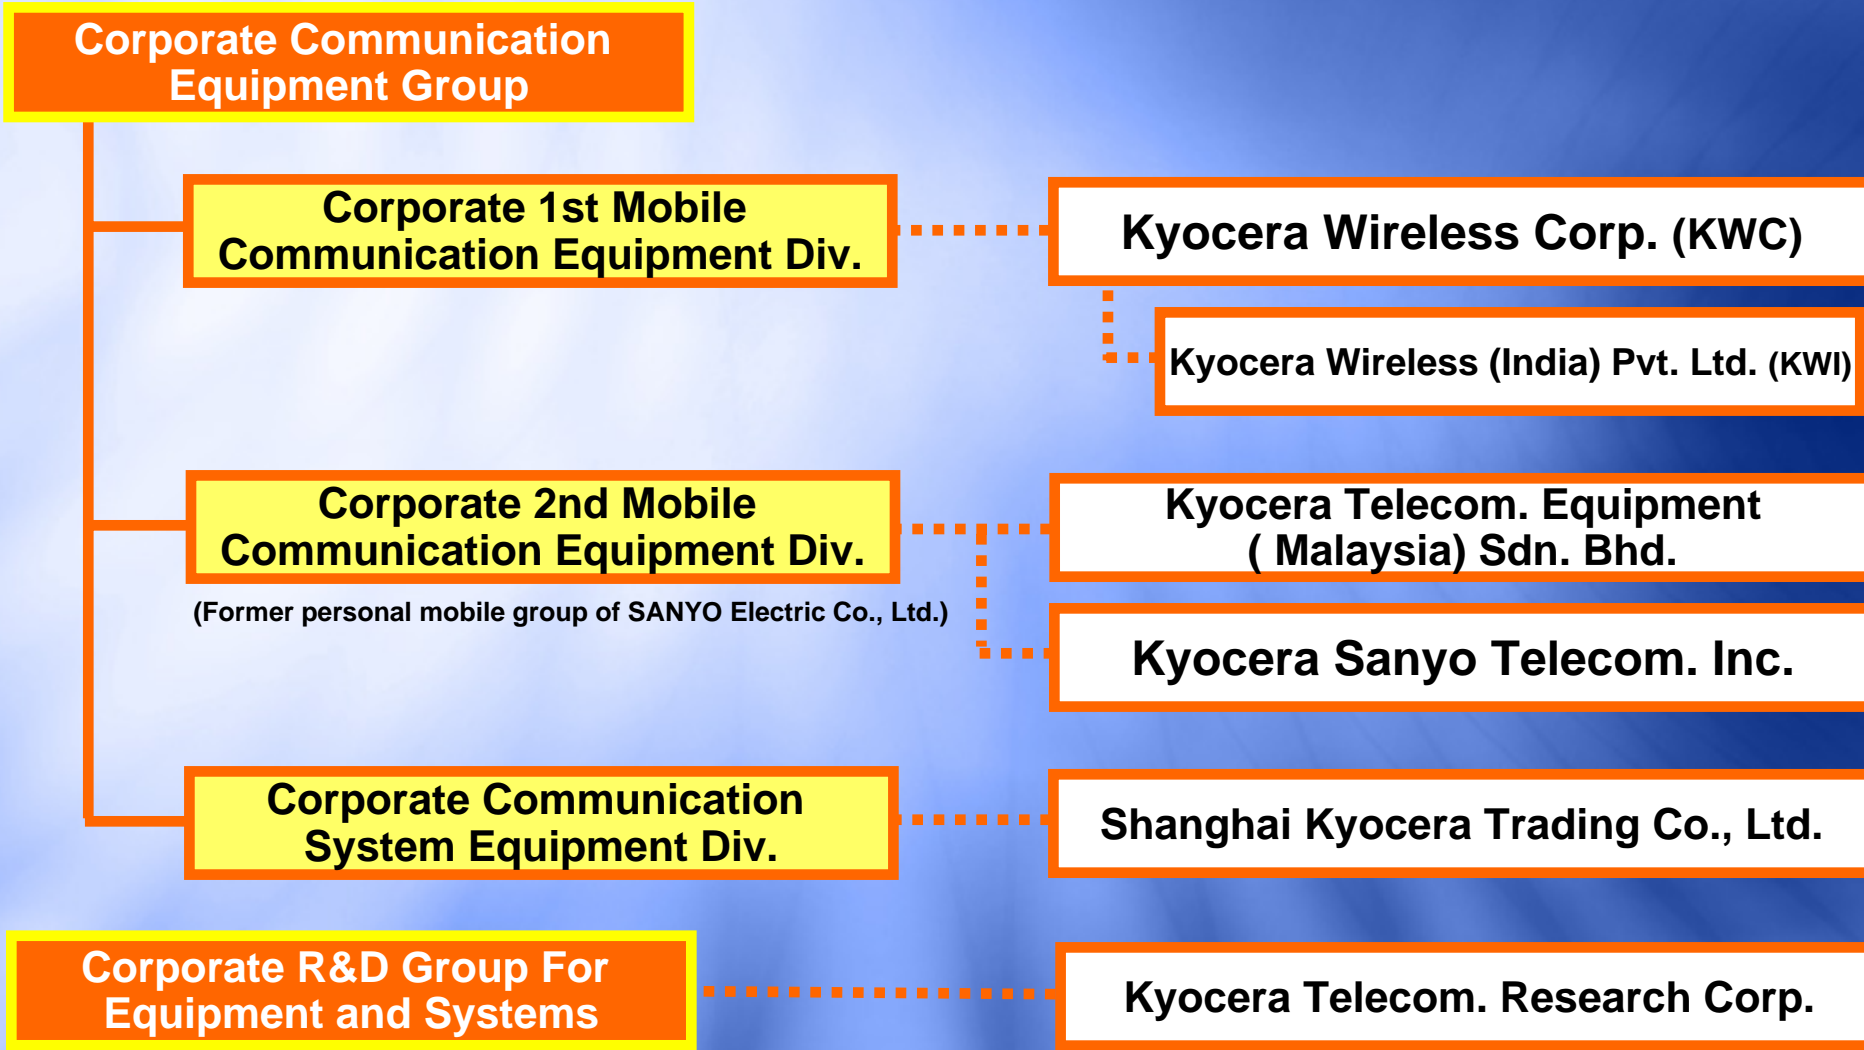 Corporate Communication
Equipment Group
Corporate 1st Mobile
Communication Equipment Div.
Kyocera Wireless Corp. (KWC)
Kyocera Wireless (India) Pvt. Ltd. (KWI)
Corporate 2nd Mobile
Communication Equipment Div.
(Former personal mobile group of SANYO Electric Co., Ltd.)
Kyocera Telecom. Equipment
( Malaysia) Sdn. Bhd.
Kyocera Sanyo Telecom. Inc.
Corporate Communication
System Equipment Div.
Shanghai Kyocera Trading Co., Ltd.
Corporate R&D Group For
Equipment and Systems
Kyocera Telecom. Research Corp.